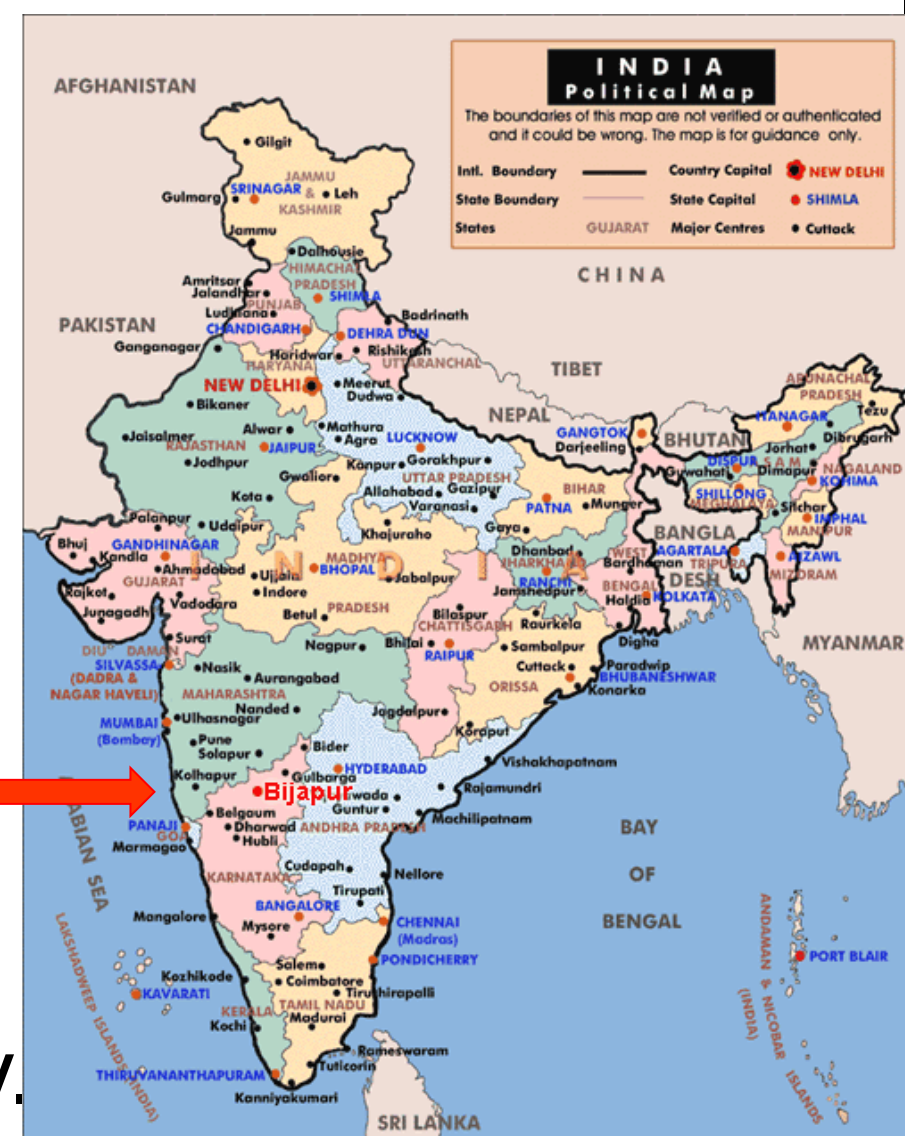 INDIA
Political Map
The boundaries of this map are not verified or authenticated
and it could be wrong. The map is for guidance only.
Intl. Boundary
Country Capital
NEW DELHI
State Boundary
State Capital
SHIMLA
States
GUJARAT
Major Centres
Cuttack
AFGHANISTAN
Gilgit
JAMMU
&
KASHMIR
SRINAGAR
Leh
Gulmarg
Jammu
CHINA
Dalhousie
HIMACHAL
PRADESH
SHIMLA
Amritsar
Jalandhar
PUNJAB
Ludhiana
CHANDIGARH
PAKISTAN
Ganganagar
Badrinath
DEHRA DUN
Rishikesh
Haridwar
UTTARANCHAL
HARYANA
NEW DELHI
Meerut
Dudwa
TIBET
NEPAL
ARUNACHAL
PRADESH
Tezu
Bikaner
Jaisalmer
RAJASTHAN
Jodhpur
Alwar
JAIPUR
Mathura
Agra
LUCKNOW
Kanpur
Gorakhpur
GANGTOK
Darjeeling
BHUTAN
Dibrugarh
Jorhat
DISPUR
Guwahati
Dimapur
NAGALAND
KOHIMA
Gwalior
UTTAR PRADESH
Allahabad
Gazipur
Varanasi
BIHAR
PATNA
Munger
SHILLONG
MEGHALAYA
Silchar
IMPHAL
MANIPUR
Kota
Udaipur
Palanpur
Khajuraho
Gaya
BANGLA
DESH
AGARTALA
TRIPURA
AIZAWL
MIZORAM
Bhuj
Kandla
GANDHINAGAR
Ahmadabad
GUJARAT
Rajkot
Junagadh
Vadodara
Surat
INDIA
Ujjain
Indore
MADHYA
BHOPAL
PRADESH
Jabalpur
Betul
Dhanbad
JHARKHAND
RANCHI
Jamshedpur
WEST
Bardhaman
BENGAL
Haldia
KOLKATA
Digha
MYANMAR
Bilaspur
CHATTISGARH
Bhilai
RAIPUR
Raurkela
Sambalpur
Cuttack
Paradwip
BHUBANESWAR
ORISSA
Konarka
DIU
DAMAN
SILVASSA
(DADRA &
NAGAR HAVELI)
Nasik
Nagpur
Aurangabad
MAHARASHTRA
Nanded
Ulhasnagar
MUMBAI
(Bombay)
Pune
Solapur
Kolhapur
Jagdalpur
Koraput
Bider
Gulbarga
HYDERABAD
Bijapur
Vishakhapatnam
Rajamundri
Guntur
Machilipatnam
Belgaum
PANAJI
GOA
Marmagao
Dharwad
Hubli
ANDHRA PRADESH
BAY
OF
BENGAL
Cudapah
Nellore
Tirupati
KARNATAKA
BANGALORE
Mangalore
Mysore
CHENNAI
(Madras)
PONDICHERRY
LAKSHADWEEP ISLANDS (INDIA)
KAVARATI
Kozhikode
Salem
Coimbatore
Tiruchirapalli
TAMIL NADU
KERALA
Kochi
Madurai
Rameswaram
Tuticorin
THIRUVANANTHAPURAM
Kanniyakumari
SRI LANKA
ANDAMAN & NICOBAR ISLANDS
(INDIA)
PORT BLAIR